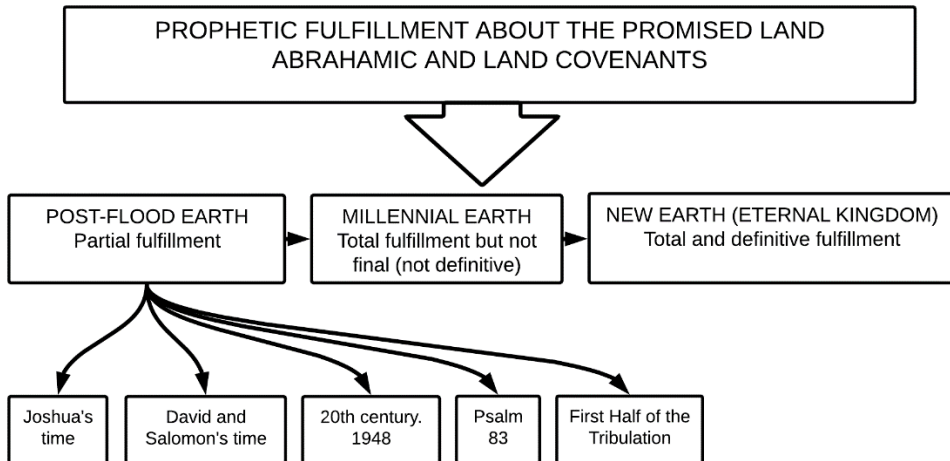 PROPHETIC FULFILLMENT ABOUT THE PROMISED LAND
ABRAHAMIC AND LAND COVENANTS
POST-FLOOD EARTH
Partial fulfillment
MILLENNIAL EARTH
Total fulfillment but not
final (not definitive)
NEW EARTH (ETERNAL KINGDOM)
Total and definitive fulfillment
Joshua's
time
David and
Salomon's time
20th century.
1948
Psalm
83
First Half of the
Tribulation